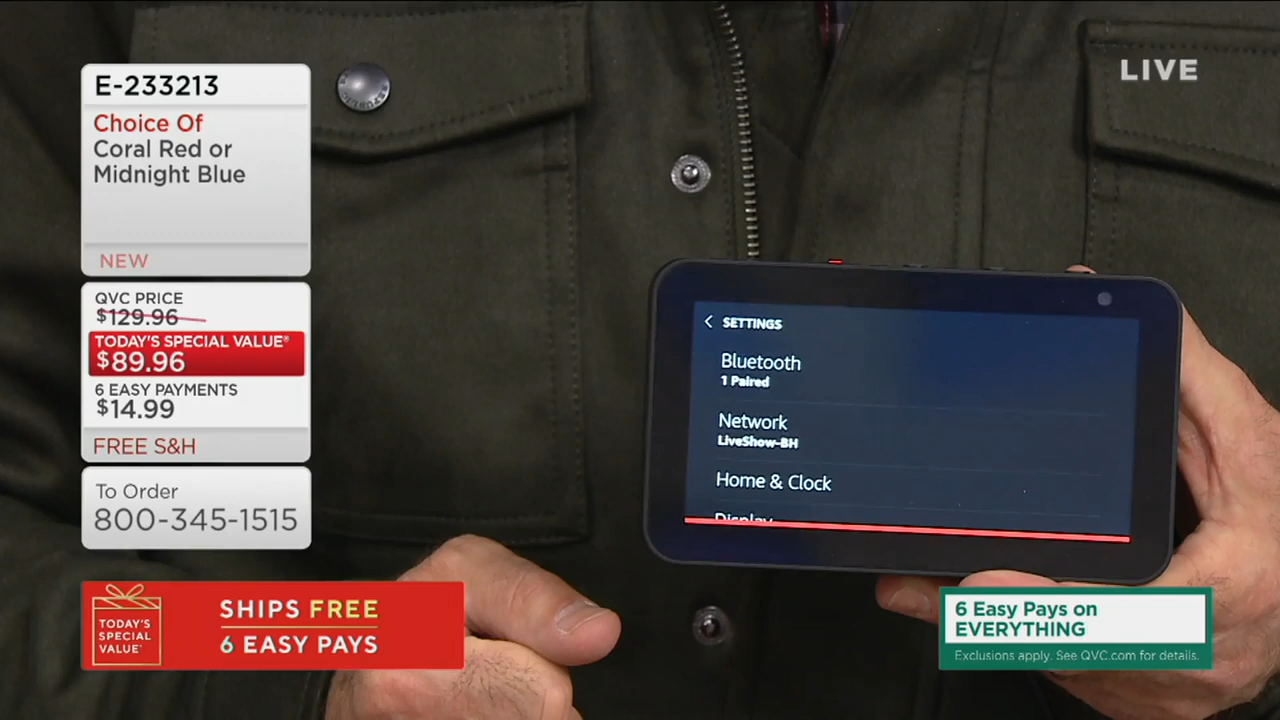 E-233213
Choice Of
Coral Red or
Midnight Blue
NEW
QVC PRICE
$129.96
TODAY'S SPECIAL VALUE®
$89.96
6 EASY PAYMENTS
$14.99
FREE S&H
To Order
800-345-1515
TODAY'S
SPECIAL
VALUE®
SHIPS FREE
6 EASY PAYS
LIVE
SETTINGS
Bluetooth
1 Paired
Network
LiveShow-BH
Home & Clock
Display
6 Easy Pays on
EVERYTHING
Exclusions apply. See QVC.com for details.